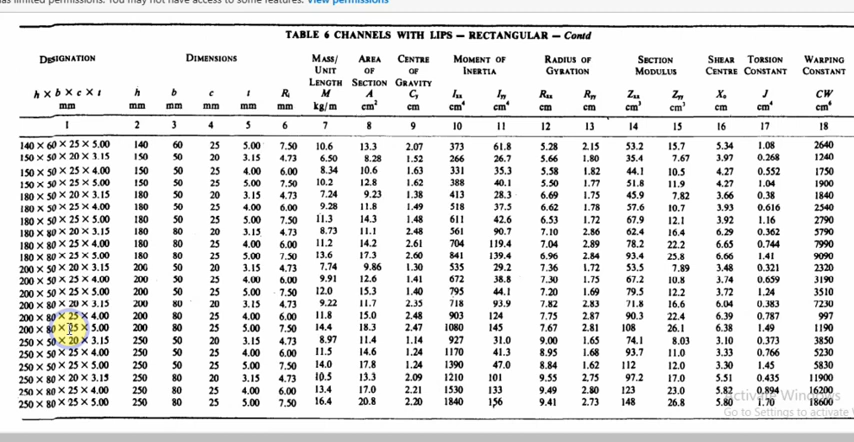 as limited permissions. You may not have access to some features. View permissions
TABLE 6 CHANNELS WITH LIPS — RECTANGULAR — Contd
DESIGNATION DIMENSIONS MASS/ AREA CENTRE MOMENT OF RADIUS OF SECTION SHEAR TORSION WARPING
UNIT OF OF INERTIA GYRATION MODULUS CENTRE CONSTANT CONSTANT
LENGTH SECTION GRAVITY
h X b X c X t h b c t Ri M A Cy Ixx Iyy Rxx Ryy Zxx Zyy Xo J CW
mm mm mm mm mm mm kg/m cm² cm⁴ cm⁴ cm cm cm³ cm³ cm cm⁴ cm⁶
1 2 3 4 5 6 7 8 9 10 11 12 13 14 15 16 17 18
140 X 60 X 25 X 5.00 140 60 25 5.00 7.50 10.6 13.3 2.07 373 61.8 5.28 2.15 53.2 15.7 5.34 1.08 2640
150 X 50 X 20 X 3.15 150 50 20 3.15 4.73 6.50 8.28 1.52 266 26.7 5.66 1.80 35.4 7.67 3.97 0.268 1240
150 X 50 X 25 X 4.00 150 50 25 4.00 6.00 8.34 10.6 1.63 331 35.3 5.58 1.82 44.1 10.5 4.27 0.552 1750
150 X 50 X 25 X 5.00 150 50 25 5.00 7.50 10.2 12.8 1.62 388 40.1 5.50 1.77 51.8 11.9 4.27 1.04 1900
180 X 50 X 20 X 3.15 180 50 20 3.15 4.73 7.24 9.23 1.38 413 28.3 6.69 1.75 45.9 7.82 3.66 0.38 1840
180 X 50 X 25 X 4.00 180 50 25 4.00 6.00 9.28 11.8 1.49 518 37.5 6.62 1.78 57.6 10.7 3.93 0.616 2540
180 X 50 X 25 X 5.00 180 50 25 5.00 7.50 11.3 14.3 1.48 611 42.6 6.53 1.72 67.9 12.1 3.92 1.16 2790
180 X 80 X 20 X 3.15 180 80 20 3.15 4.73 8.73 11.1 2.48 561 90.7 7.10 2.86 62.4 16.4 6.29 0.362 5790
180 X 80 X 25 X 4.00 180 80 25 4.00 6.00 11.2 14.2 2.61 704 119.4 7.04 2.89 78.2 22.2 6.65 0.744 7990
180 X 80 X 25 X 5.00 180 80 25 5.00 7.50 13.6 17.3 2.60 841 139.4 6.96 2.84 93.4 25.8 6.66 1.41 9090
200 X 50 X 20 X 3.15 200 50 20 3.15 4.73 7.74 9.86 1.30 535 29.2 7.36 1.72 53.5 7.89 3.48 0.321 2320
200 X 50 X 25 X 4.00 200 50 25 4.00 6.00 9.91 12.6 1.41 672 38.8 7.30 1.75 67.2 10.8 3.74 0.659 3190
200 X 50 X 25 X 5.00 200 50 25 5.00 7.50 12.0 15.3 1.40 795 44.1 7.20 1.69 79.5 12.2 3.72 1.24 3510
200 X 80 X 20 X 3.15 200 80 20 3.15 4.73 9.22 11.7 2.35 718 93.9 7.82 2.83 71.8 16.6 6.04 0.383 7230
200 X 80 X 25 X 4.00 200 80 25 4.00 6.00 11.8 15.0 2.48 903 124 7.75 2.87 90.3 22.4 6.39 0.787 997
200 X 80 X 25 X 5.00 200 80 25 5.00 7.50 14.4 18.3 2.47 1080 145 7.67 2.81 108 26.1 6.38 1.49 1190
250 X 50 X 20 X 3.15 250 50 20 3.15 4.73 8.97 11.4 1.14 927 31.0 9.00 1.65 74.1 8.03 3.10 0.373 3850
250 X 50 X 25 X 4.00 250 50 25 4.00 6.00 11.5 14.6 1.24 1170 41.3 8.95 1.68 93.7 11.0 3.33 0.766 5230
250 X 50 X 25 X 5.00 250 50 25 5.00 7.50 14.0 17.8 1.24 1390 47.0 8.84 1.62 112 12.0 3.30 1.45 5830
250 X 80 X 20 X 3.15 250 80 20 3.15 4.73 10.5 13.3 2.09 1210 101 9.55 2.75 97.2 17.0 5.51 0.435 11900
250 X 80 X 25 X 4.00 250 80 25 4.00 6.00 13.4 17.0 2.21 1530 133 9.49 2.80 123 23.0 5.82 0.894 16200
250 X 80 X 25 X 5.00 250 80 25 5.00 7.50 16.4 20.8 2.20 1840 156 9.41 2.73 148 26.8 5.80 1.70 18600
Activate Windows
Go to Settings to activate